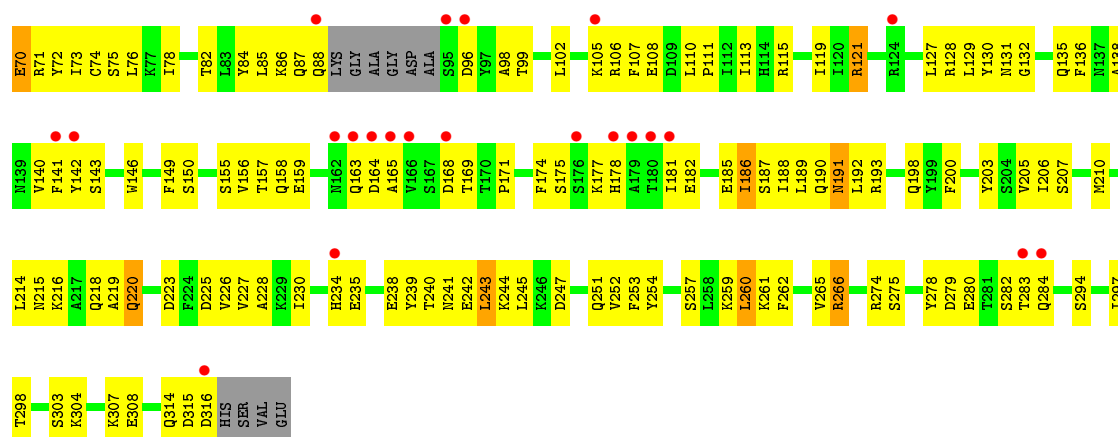 E70 R71 Y72 I73 C74 S75 L76 K77 I78 T82 L83 Y84 L85 K86 Q87 Q88 LYS GLY ALA GLY ASP ALA S95 D96 Y97 A98 T99 L102 K105 R106 F107 E108 D109 L110 P111 I112 I113 H114 R115 I119 I120 R121 R124 L127 R128 L129 Y130 N131 G132 Q135 F136 N137 A138
N139 V140 F141 Y142 S143 W146 F149 S150 S155 V156 T157 Q158 E159 N162 Q163 D164 A165 V166 S167 D168 T169 T170 P171 F174 S175 S176 K177 H178 A179 T180 I181 E182 E185 I186 S187 I188 L189 Q190 N191 L192 R193 Q198 Y199 F200 Y203 S204 V205 I206 S207 M210
L214 N215 K216 A217 Q218 A219 Q220 D223 F224 D225 V226 V227 A228 K229 I230 H234 E235 E238 Y239 T240 N241 E242 L243 K244 L245 K246 D247 Q251 V252 F253 Y254 S257 L258 K259 L260 K261 F262 V265 R266 R274 S275 Y278 D279 E280 T281 S282 T283 Q284 S294
T298 S303 K304 K307 E308 Q314 D315 D316 HIS SER VAL GLU